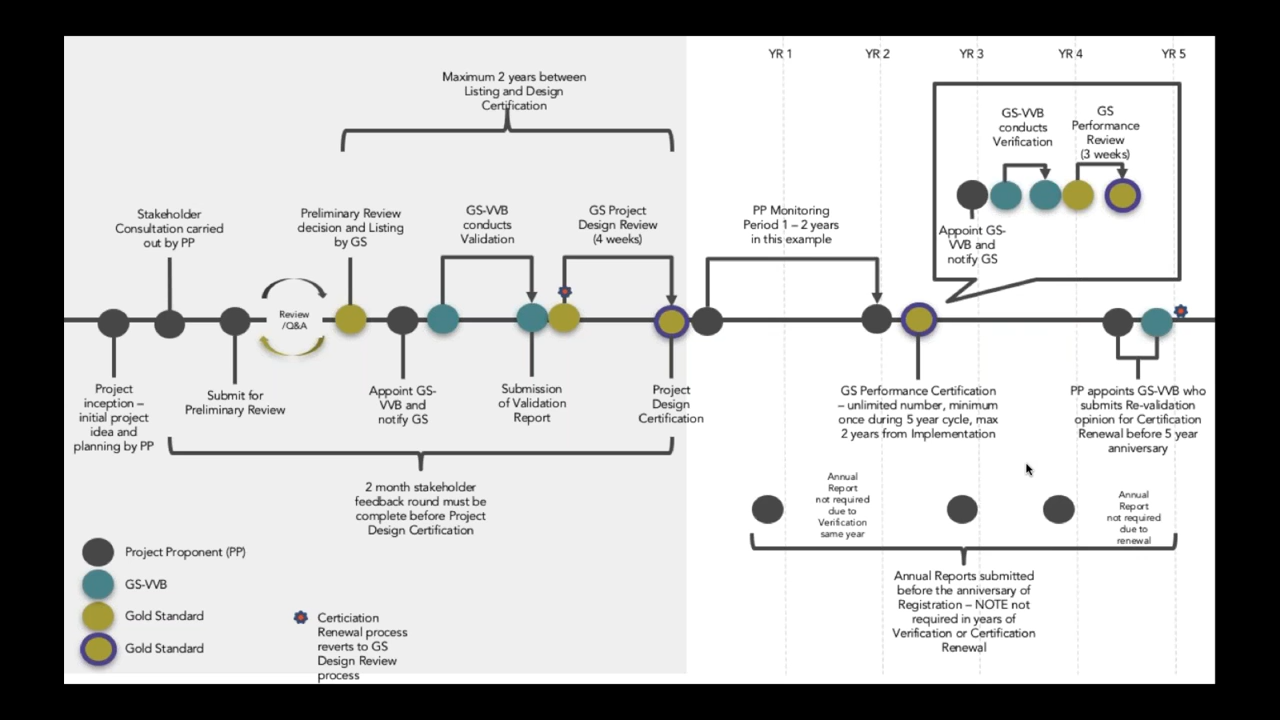 YR 1
YR 2
YR 3
YR 4
YR 5
Maximum 2 years between
Listing and Design
Certification
GS-VVB
conducts
Verification
GS
Performance
Review
(3 weeks)
Appoint GS-
VVB and
notify GS
Stakeholder
Consultation carried
out by PP
Preliminary Review
decision and Listing
by GS
GS-VVB
conducts
Validation
GS Project
Design Review
(4 weeks)
PP Monitoring
Period 1 – 2 years
in this example
Review
/Q&A
Project
inception –
initial project
idea and
planning by PP
Submit for
Preliminary Review
Appoint GS-
VVB and
notify GS
Submission
of Validation
Report
Project
Design
Certification
GS Performance Certification
– unlimited number, minimum
once during 5 year cycle, max
2 years from Implementation
PP appoints GS-VVB who
submits Re-validation
opinion for Certification
Renewal before 5 year
anniversary
2 month stakeholder
feedback round must be
complete before Project
Design Certification
Annual
Report
not required
due to
Verification
same year
Annual
Report
not required
due to
renewal
Annual Reports submitted
before the anniversary of
Registration – NOTE not
required in years of
Verification or Certification
Renewal
Project Proponent (PP)
GS-VVB
Gold Standard
Gold Standard
Certiciation
Renewal process
reverts to GS
Design Review
process